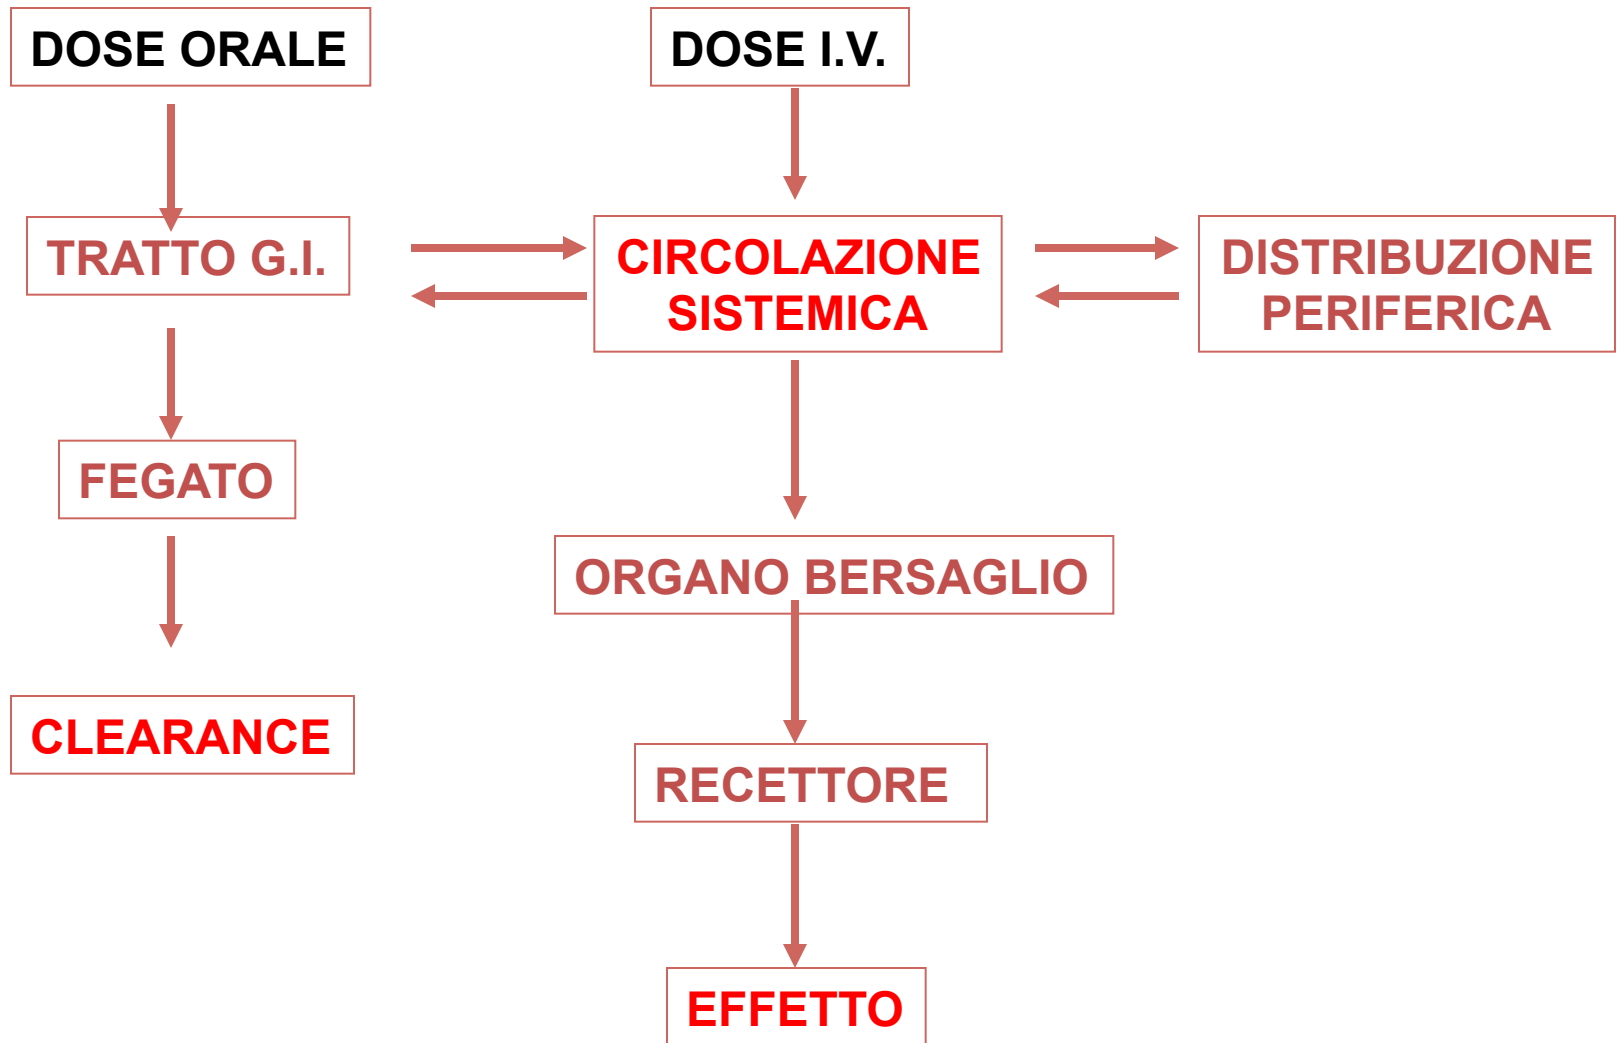 DOSE ORALE
DOSE I.V.
TRATTO G.I.
CIRCOLAZIONE
SISTEMICA
DISTRIBUZIONE
PERIFERICA
FEGATO
ORGANO BERSAGLIO
CLEARANCE
RECETTORE
EFFETTO